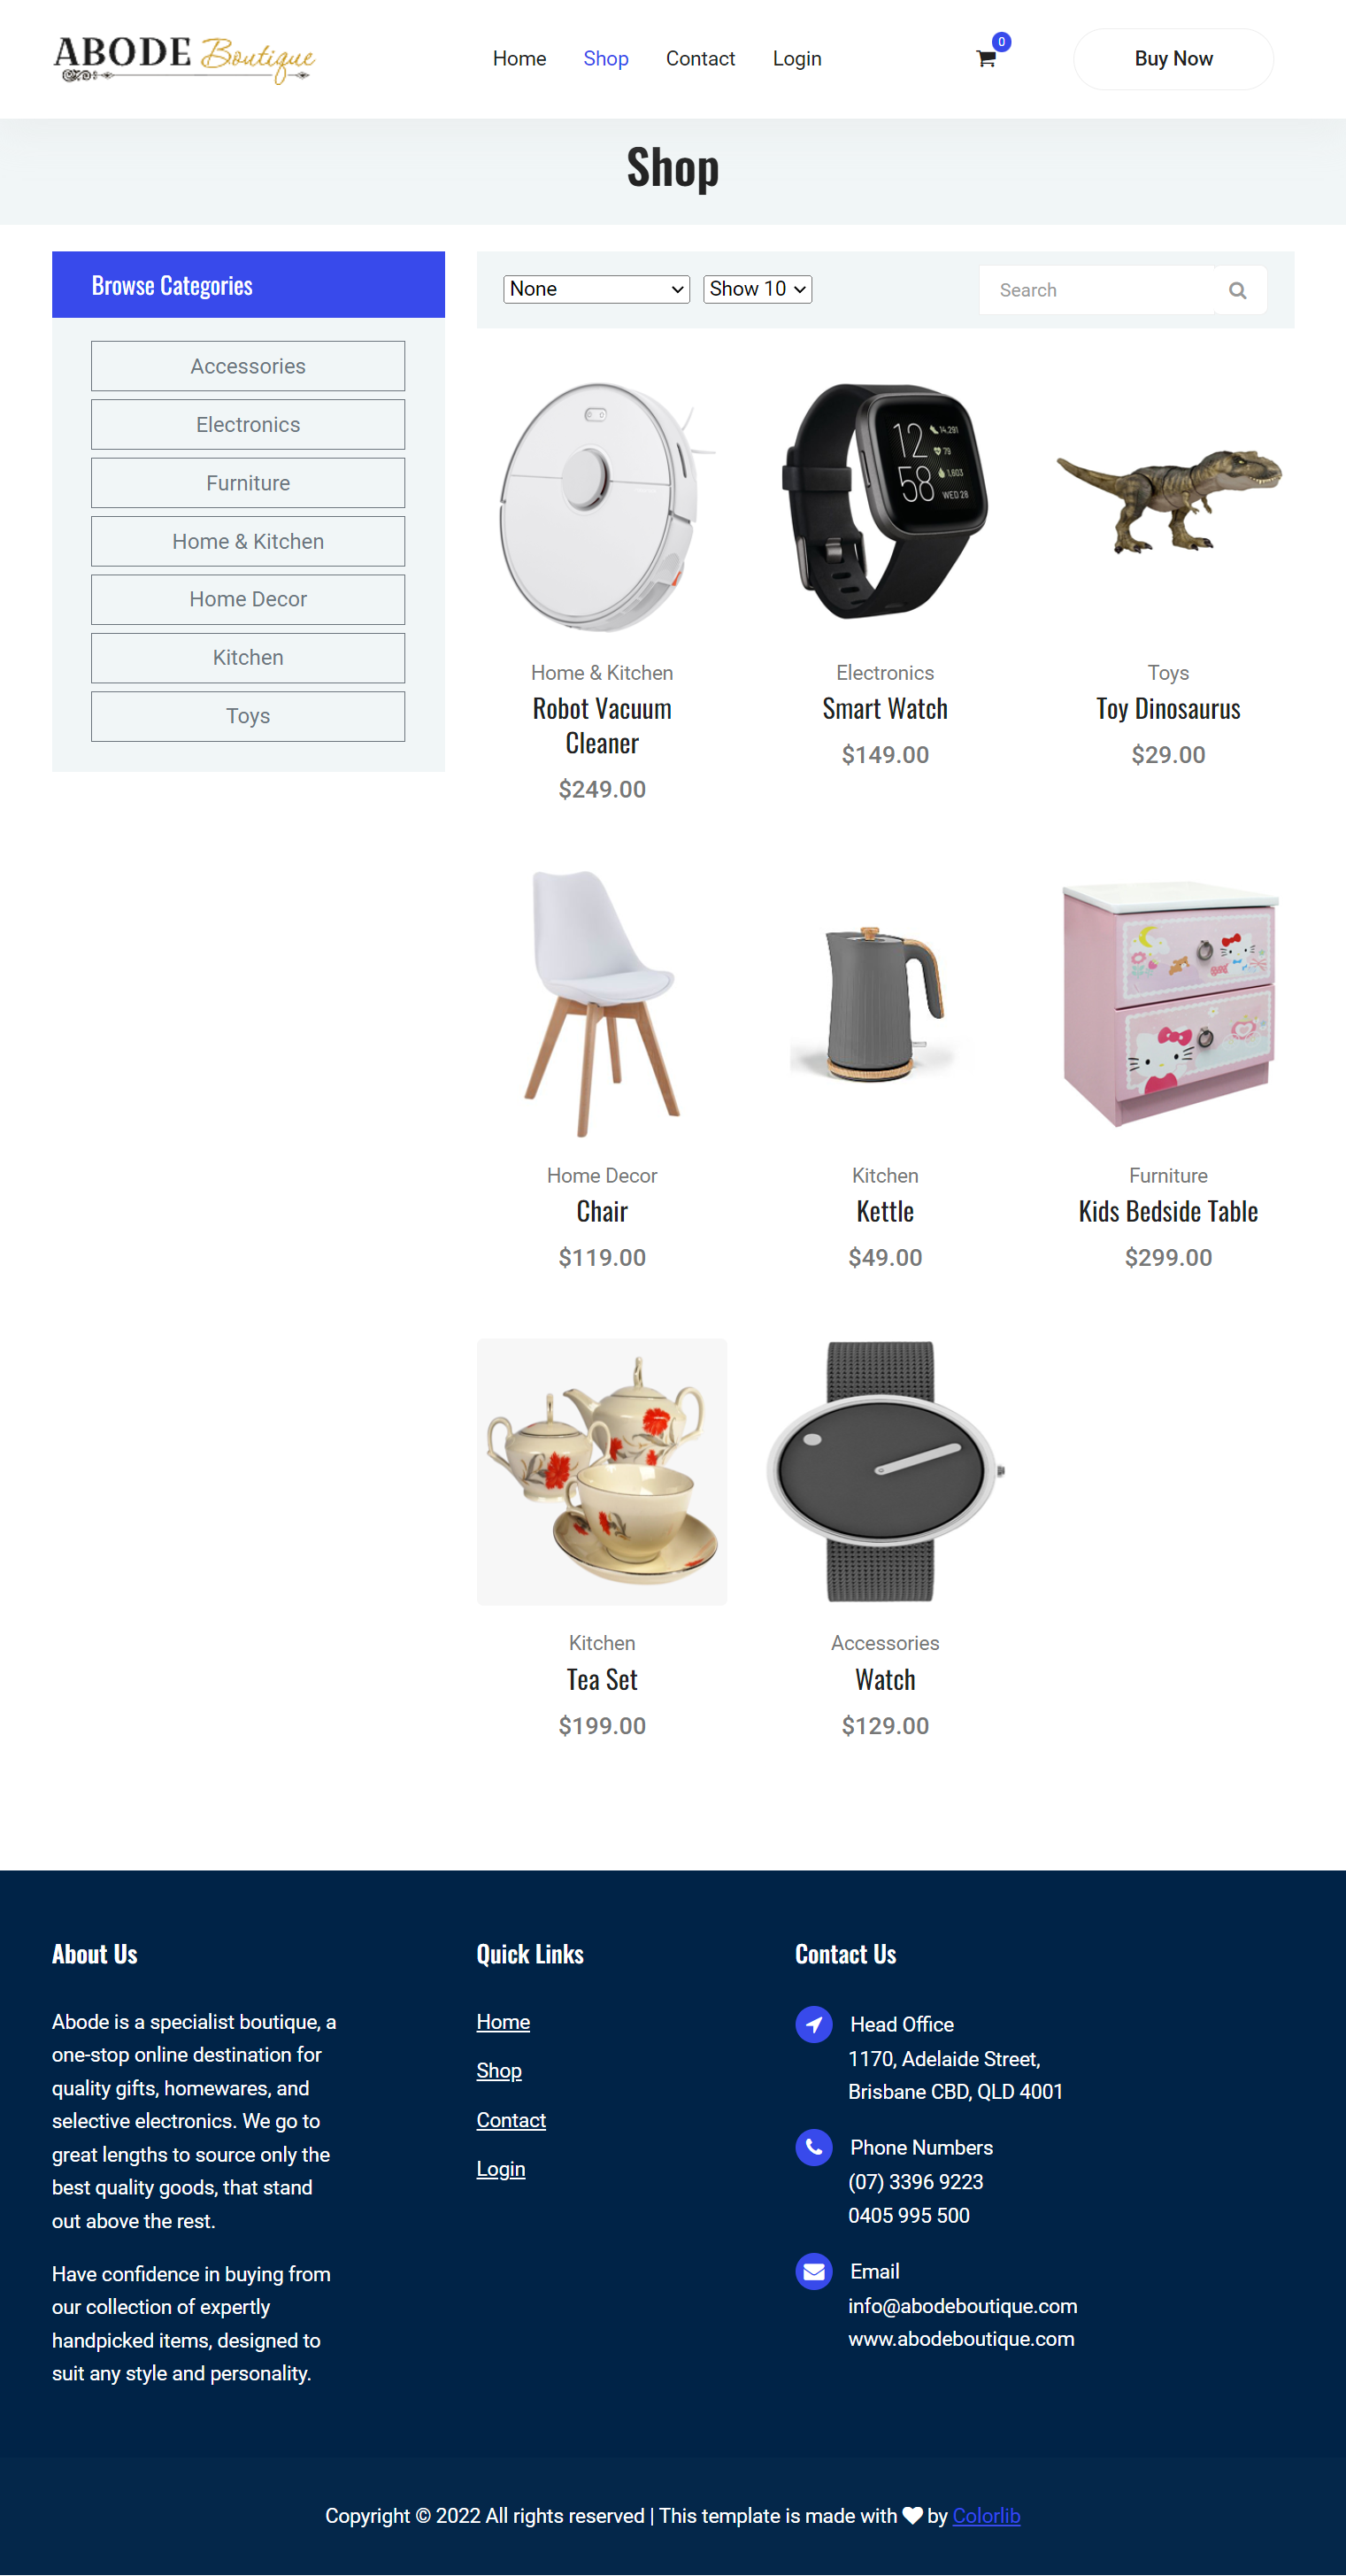 ABODE Boutique
Home
Shop
Contact
Login
0
Buy Now
Shop
Browse Categories
Accessories
Electronics
Furniture
Home & Kitchen
Home Decor
Kitchen
Toys
None
Show 10
Search
12
58
14,291
79
1,603
WED 28
Home & Kitchen
Robot Vacuum
Cleaner
$249.00
Electronics
Smart Watch
$149.00
Toys
Toy Dinosaurus
$29.00
Home Decor
Chair
$119.00
Kitchen
Kettle
$49.00
Furniture
Kids Bedside Table
$299.00
Kitchen
Tea Set
$199.00
Accessories
Watch
$129.00
About Us
Abode is a specialist boutique, a
one-stop online destination for
quality gifts, homewares, and
selective electronics. We go to
great lengths to source only the
best quality goods, that stand
out above the rest.
Have confidence in buying from
our collection of expertly
handpicked items, designed to
suit any style and personality.
Quick Links
Home
Shop
Contact
Login
Contact Us
Head Office
1170, Adelaide Street,
Brisbane CBD, QLD 4001
Phone Numbers
(07) 3396 9223
0405 995 500
Email
info@abodeboutique.com
www.abodeboutique.com
Copyright © 2022 All rights reserved | This template is made with ♥ by Colorlib